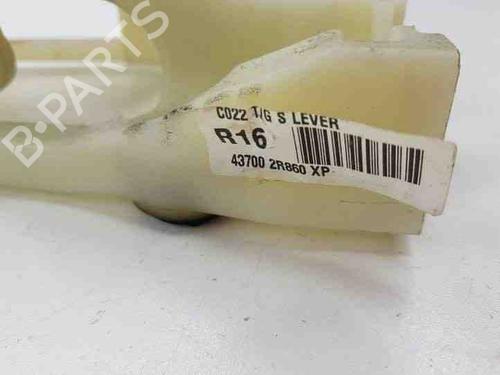 B-PARTS
C022 T/G S LEVER
R16
43700 2R860 XP